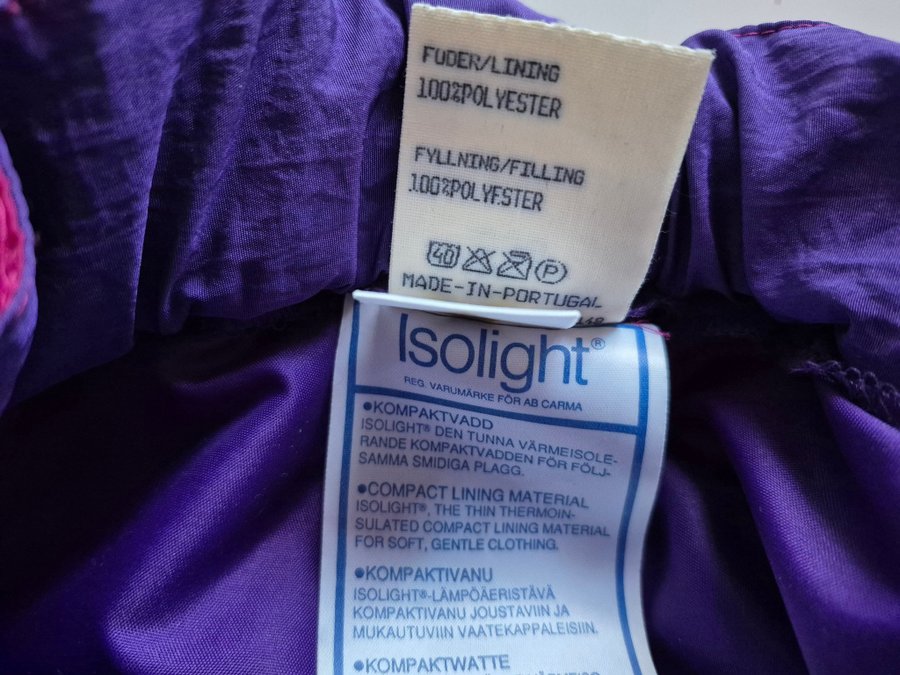 FODER/LINING
100%POLYESTER
FYLLNING/FILLING
100%POLYESTER
40 P
MADE-IN-PORTUGAL
Isolight®
REG. VARUMÄRKE FÖR AB CARMA
●KOMPAKTVADD
ISOLIGHT® DEN TUNNA VÄRMEISOLE-
RANDE KOMPAKTVADDEN FÖR FÖLJ-
SAMMA SMIDIGA PLAGG.
●COMPACT LINING MATERIAL
ISOLIGHT®, THE THIN THERMOIN-
SULATED COMPACT LINING MATERIAL
FOR SOFT, GENTLE CLOTHING.
●KOMPAKTIVANU
ISOLIGHT®-LÄMPÖÄERISTÄVÄ
KOMPAKTIVANU JOUSTAVIIN JA
MUKAUTUVIIN VAATEKAPPALEISIIN.
●KOMPAKTWATTE